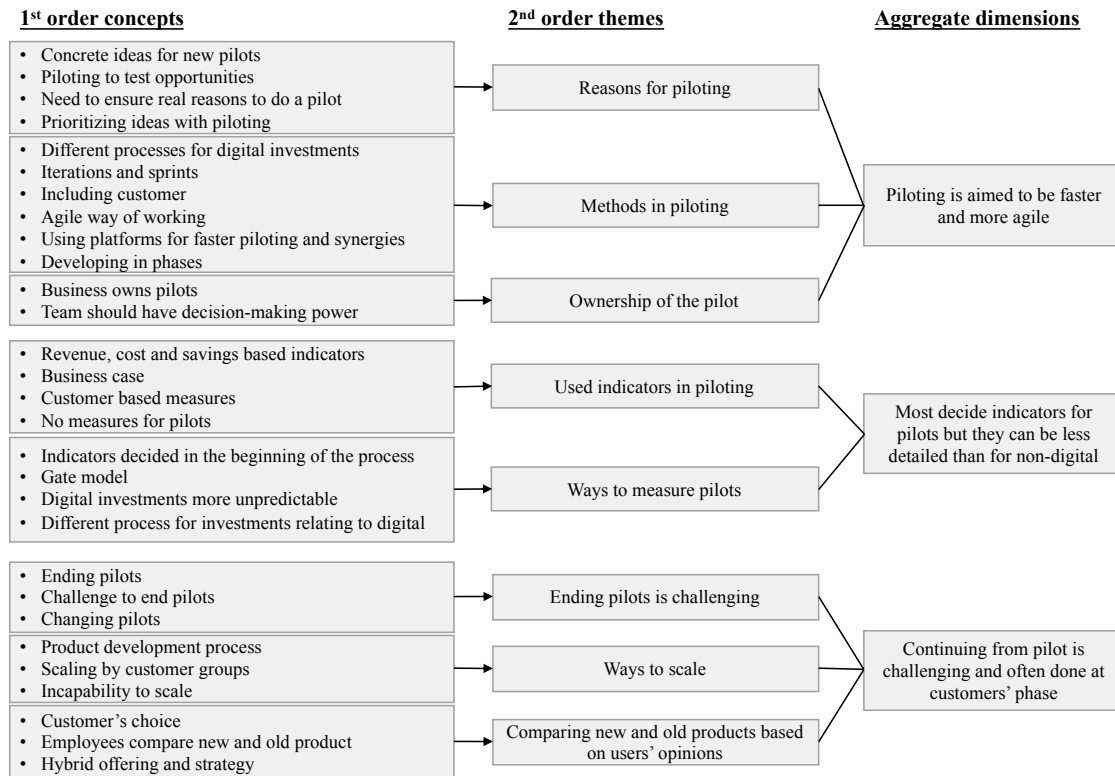 1st order concepts
2nd order themes
Aggregate dimensions
• Concrete ideas for new pilots
• Piloting to test opportunities
• Need to ensure real reasons to do a pilot
• Prioritizing ideas with piloting
Reasons for piloting
• Different processes for digital investments
• Iterations and sprints
• Including customer
• Agile way of working
• Using platforms for faster piloting and synergies
• Developing in phases
Methods in piloting
• Business owns pilots
• Team should have decision-making power
Ownership of the pilot
Piloting is aimed to be faster
and more agile
• Revenue, cost and savings based indicators
• Business case
• Customer based measures
• No measures for pilots
Used indicators in piloting
• Indicators decided in the beginning of the process
• Gate model
• Digital investments more unpredictable
• Different process for investments relating to digital
Ways to measure pilots
Most decide indicators for
pilots but they can be less
detailed than for non-digital
• Ending pilots
• Challenge to end pilots
• Changing pilots
Ending pilots is challenging
• Product development process
• Scaling by customer groups
• Incapability to scale
Ways to scale
• Customer’s choice
• Employees compare new and old product
• Hybrid offering and strategy
Comparing new and old products based
on users’ opinions
Continuing from pilot is
challenging and often done at
customers’ phase